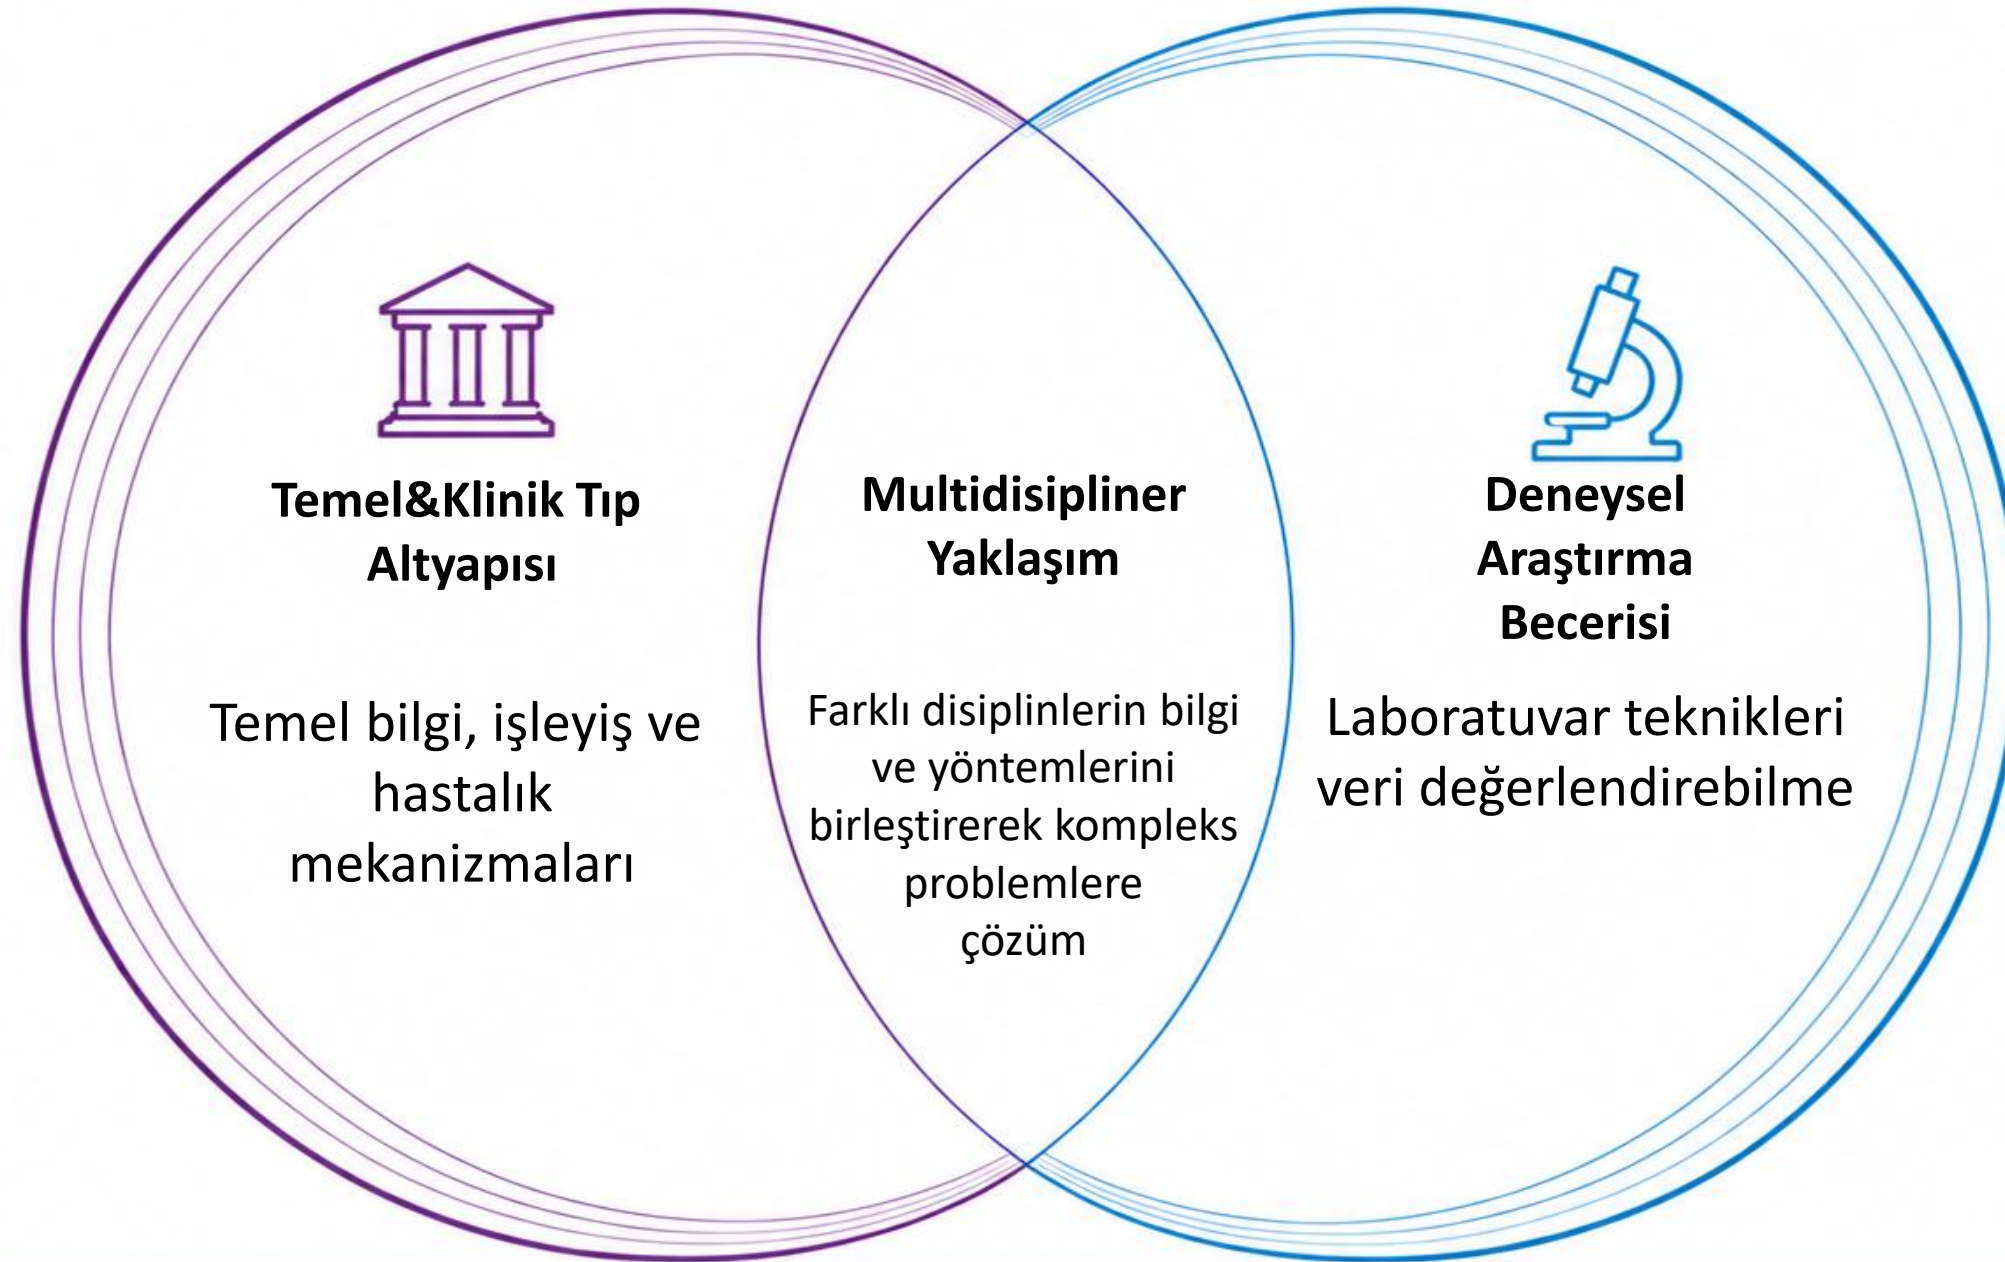 Temel&Klinik Tıp
Altyapısı
Temel bilgi, işleyiş ve
hastalık
mekanizmaları
Multidisipliner
Yaklaşım
Farklı disiplinlerin bilgi
ve yöntemlerini
birleştirerek kompleks
problemlere
çözüm
Deneysel
Araştırma
Becerisi
Laboratuvar teknikleri
veri değerlendirebilme